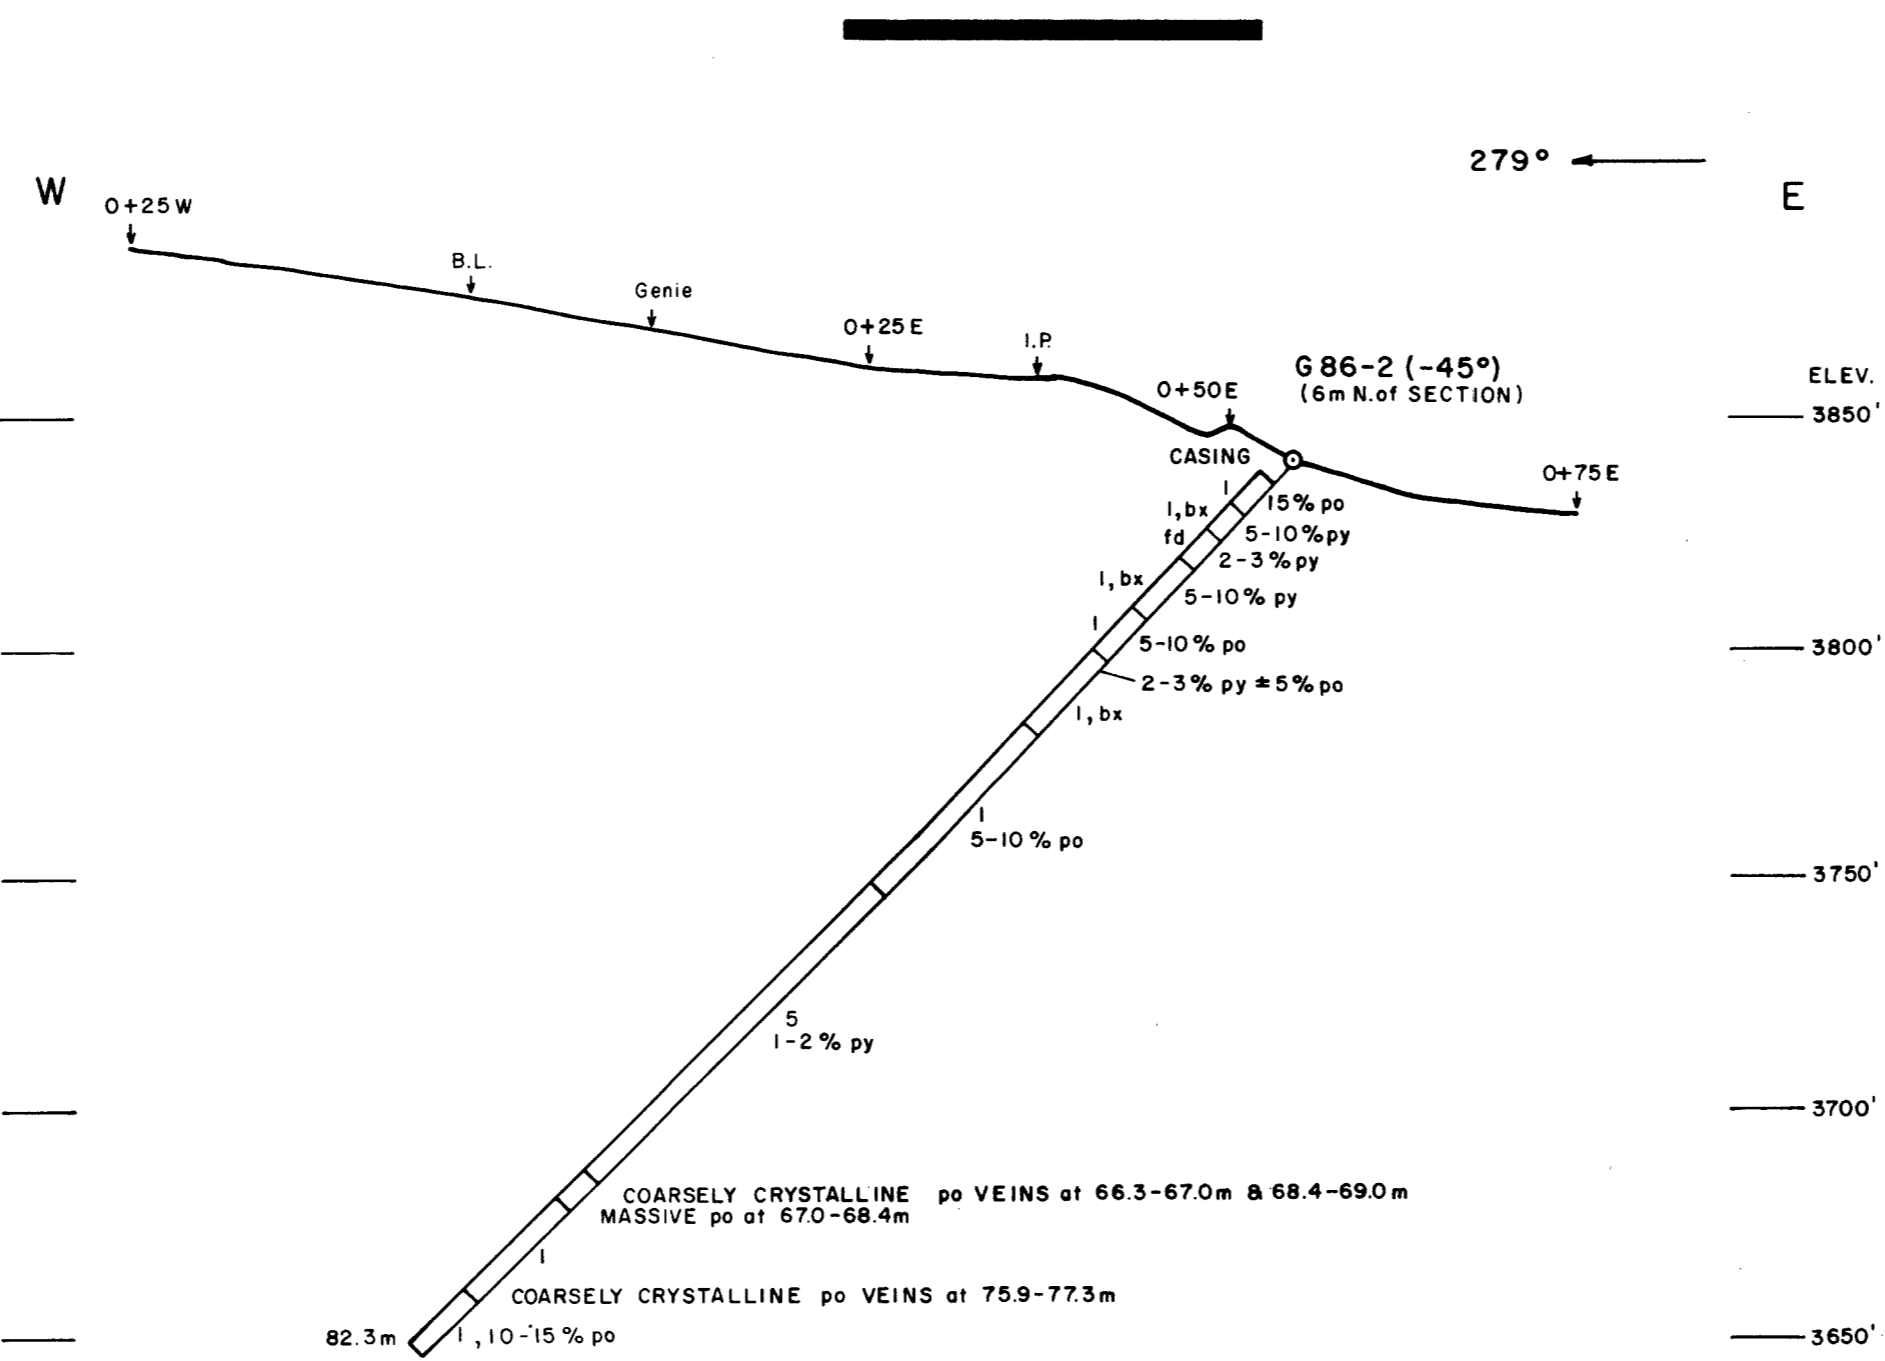 279°
W
E
0+25W
B.L.
Genie
0+25E
I.P.
G 86-2 (-45°)
(6m N. of SECTION)
ELEV.
0+50E
3850'
CASING
0+75E
1
15% po
1, bx
5-10% py
fd
2-3% py
1, bx
5-10% py
1
5-10% po
3800'
2-3% py ±5% po
1, bx
1
5-10% po
3750'
5
1-2% py
3700'
COARSELY CRYSTALLINE po VEINS at 66.3-67.0m & 68.4-69.0m
MASSIVE po at 67.0-68.4m
1
COARSELY CRYSTALLINE po VEINS at 75.9-77.3m
82.3m
1, 10-15% po
3650'